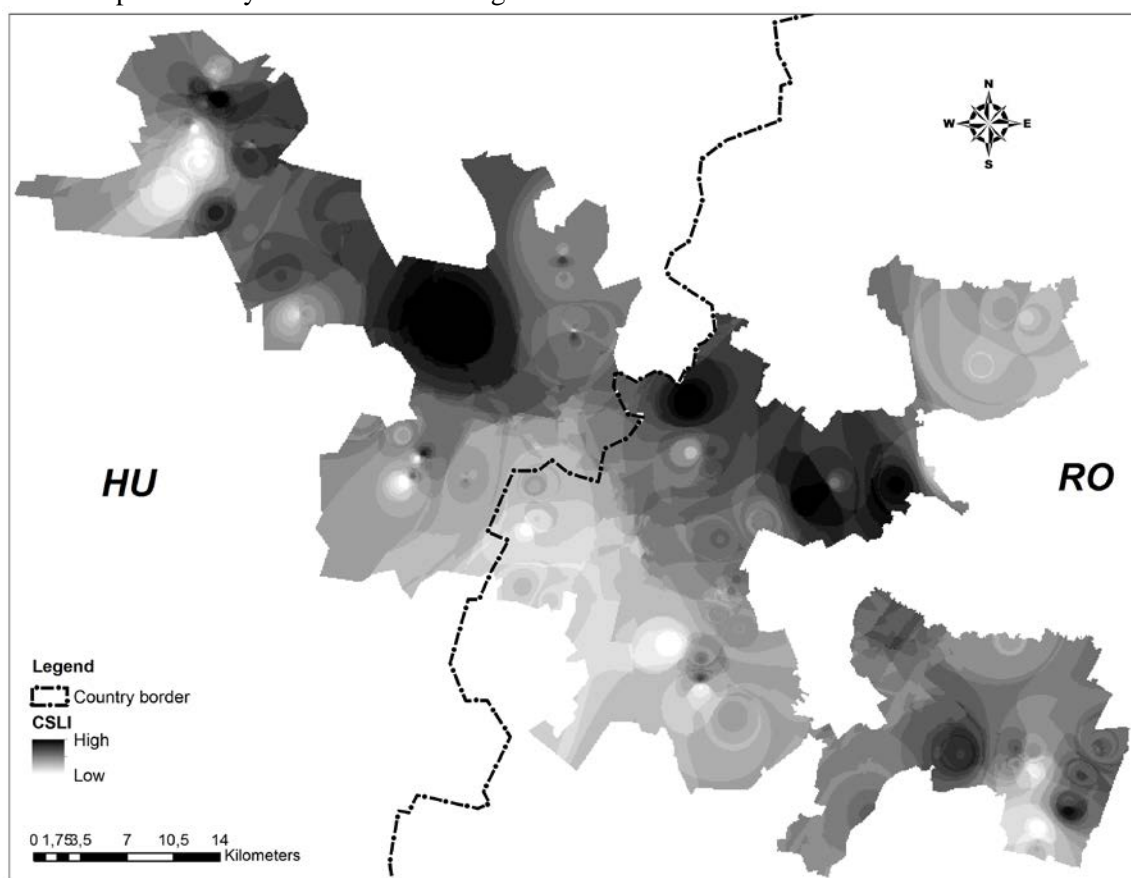 N
W E
S
HU
RO
Legend
Country border
CSLI
High
Low
0 1,75 3,5 7 10,5 14
Kilometers